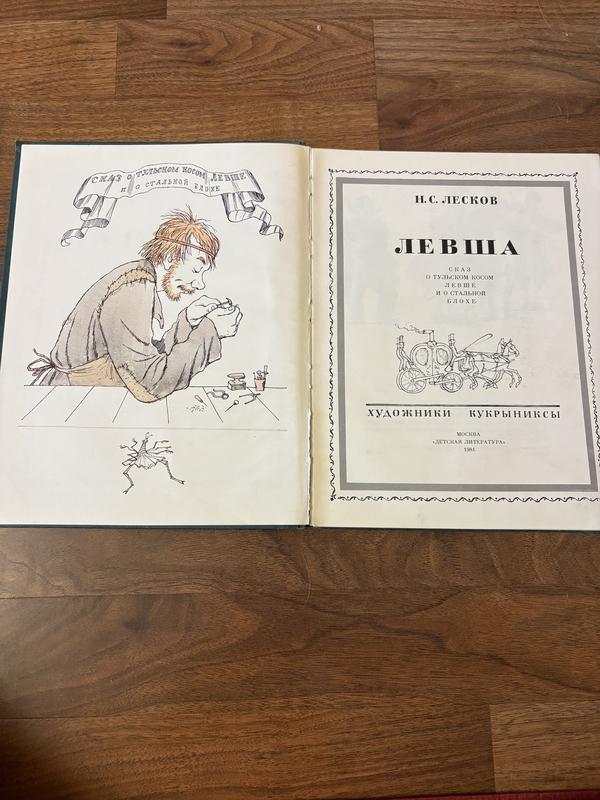 СКАЗ О ТУЛЬСКОМ КОСОМ ЛЕВШЕ
И О СТАЛЬНОЙ БЛОХЕ
Н.С. ЛЕСКОВ
ЛЕВША
СКАЗ
О ТУЛЬСКОМ КОСОМ
ЛЕВШЕ
И О СТАЛЬНОЙ
БЛОХЕ
ХУДОЖНИКИ КУКРЫНИКСЫ
МОСКВА
«ДЕТСКАЯ ЛИТЕРАТУРА»
1981